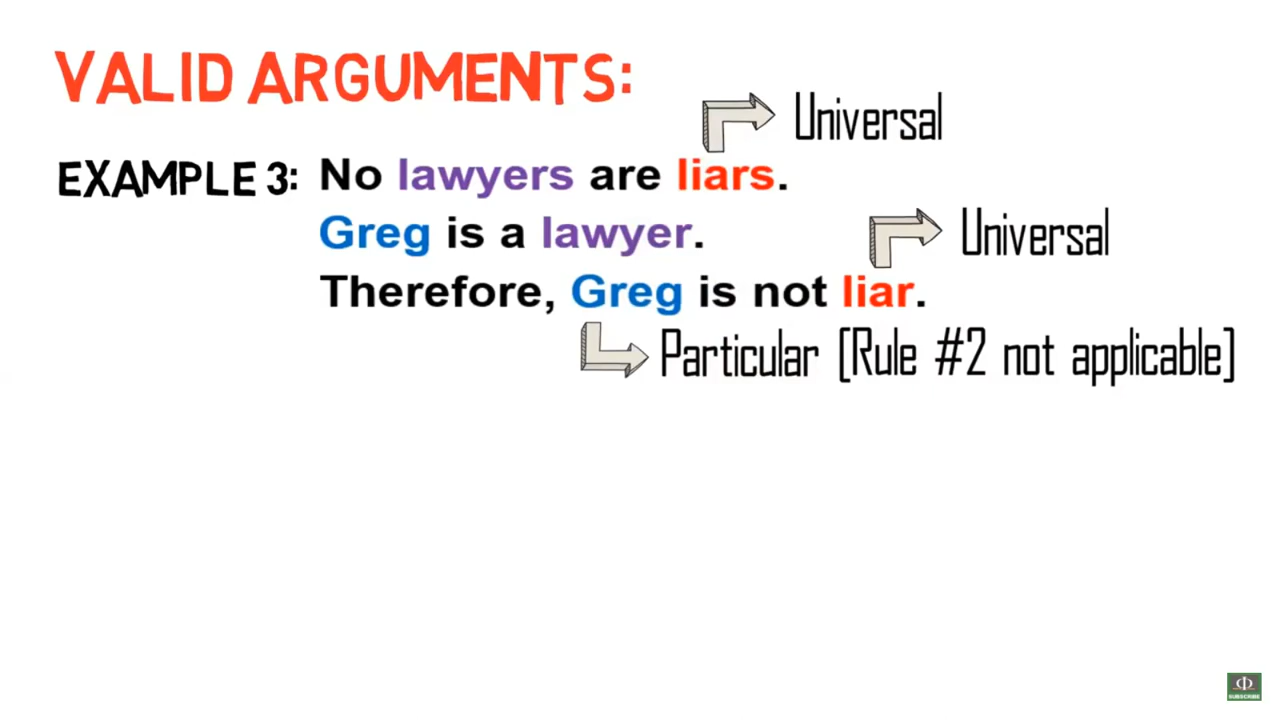 VALID ARGUMENTS:
Universal
EXAMPLE 3: No lawyers are liars.
Greg is a lawyer.
Universal
Therefore, Greg is not liar.
Particular [Rule #2 not applicable]
SUBSCRIBE